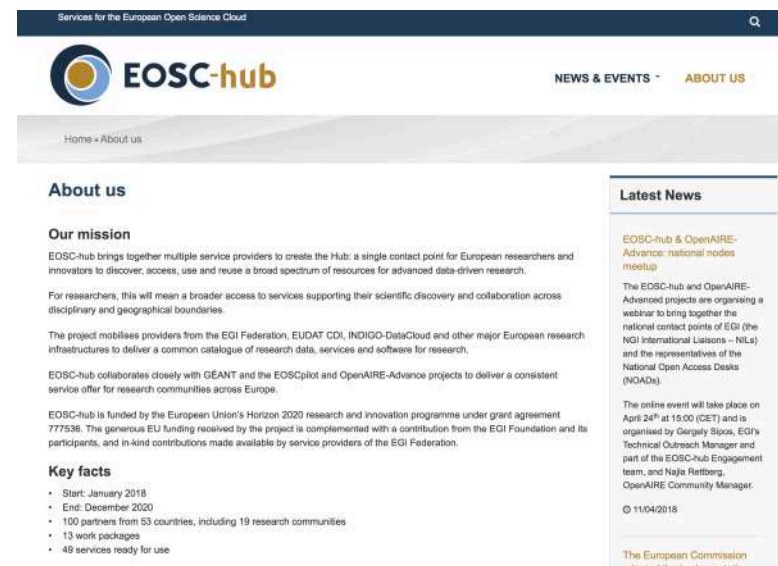 Services for the European Open Science Cloud
EOSC-hub
NEWS & EVENTS
ABOUT US
Home • About us
About us
Our mission
EOSC-hub brings together multiple service providers to create the Hub: a single contact point for European researchers and
innovators to discover, access, use and reuse a broad spectrum of resources for advanced data-driven research.
For researchers, this will mean a broader access to services supporting their scientific discovery and collaboration across
disciplinary and geographical boundaries.
The project mobilises providers from the EGI Federation, EUDAT CDI, INDIGO-DataCloud and other major European research
infrastructures to deliver a common catalogue of research data, services and software for research.
EOSC-hub collaborates closely with GÉANT and the EOSCpilot and OpenAIRE-Advance projects to deliver a consistent
service offer for research communities across Europe.
EOSC-hub is funded by the European Union's Horizon 2020 research and innovation programme under grant agreement
777536. The generous EU funding received by the project is complemented with a contribution from the EGI Foundation and its
participants, and in-kind contributions made available by service providers of the EGI Federation.
Key facts
• Start: January 2018
• End: December 2020
• 100 partners from 53 countries, including 19 research communities
• 13 work packages
• 49 services ready for use
Latest News
EOSC-hub & OpenAIRE-
Advance: national nodes
meetup
The EOSC-hub and OpenAIRE-
Advanced projects are organising a
webinar to bring together the
national contact points of EGI (the
NGI International Liaisons – NILs)
and the representatives of the
National Open Access Desks
(NOADs).
The online event will take place on
April 24th at 15:00 (CET) and is
organised by Gergely Sipos, EGI's
Technical Outreach Manager and
part of the EOSC-hub Engagement
team, and Najla Rettberg,
OpenAIRE Community Manager.
11/04/2018
The European Commission